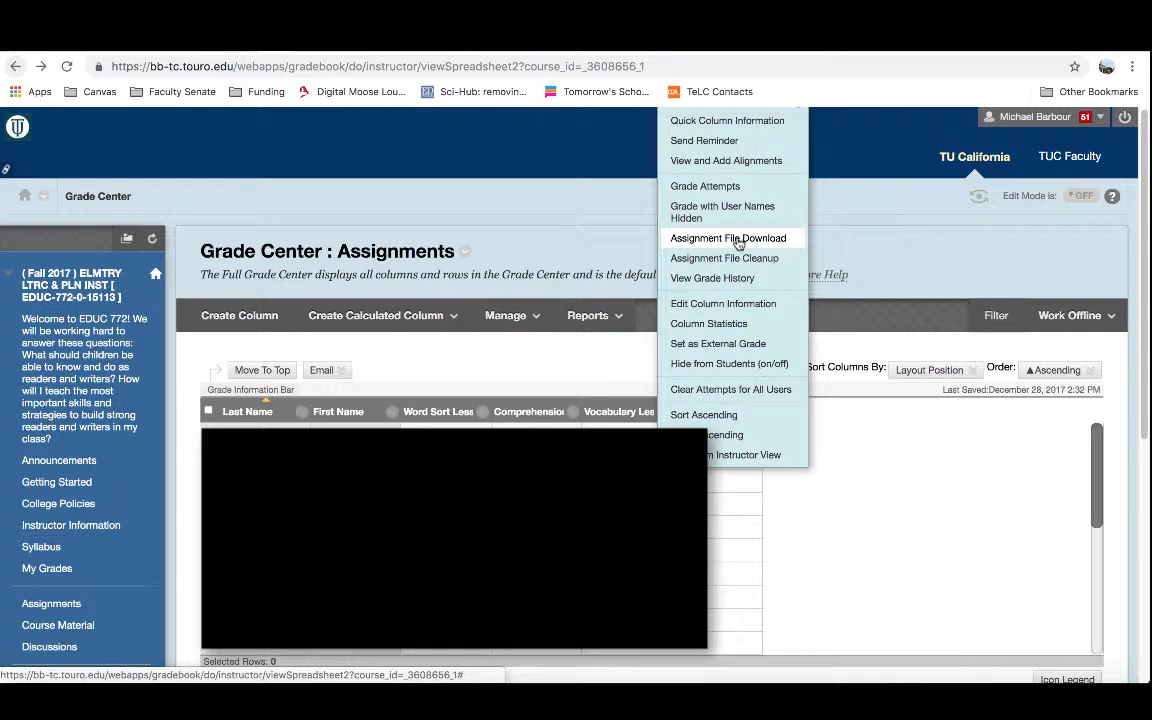 https://bb-tc.touro.edu/webapps/gradebook/do/instructor/viewSpreadsheet2?course_id=_3608656_1
Apps Canvas Faculty Senate Funding Digital Moose Lou... Sci-Hub: removin... Tomorrow's Scho... TeLC Contacts Other Bookmarks
Michael Barbour 51
TU California TUC Faculty
Grade Center
Edit Mode is: OFF ?
( Fall 2017 ) ELMTRY
LTRC & PLN INST [
EDUC-772-0-15113 ]
Welcome to EDUC 772! We
will be working hard to
answer these questions:
What should children be
able to know and do as
readers and writers? How
will I teach the most
important skills and
strategies to build strong
readers and writers in my
class?
Announcements
Getting Started
College Policies
Instructor Information
Syllabus
My Grades
Assignments
Course Material
Discussions
Grade Center : Assignments
The Full Grade Center displays all columns and rows in the Grade Center and is the defau
Help
Create Column Create Calculated Column Manage Reports Filter Work Offline
Move To Top Email Sort Columns By: Layout Position Order: Ascending
Grade Information Bar Last Saved:December 28, 2017 2:32 PM
Last Name First Name Word Sort Less Comprehensio Vocabulary Les
Quick Column Information
Send Reminder
View and Add Alignments
Grade Attempts
Grade with User Names
Hidden
Assignment File Download
Assignment File Cleanup
View Grade History
Edit Column Information
Column Statistics
Set as External Grade
Hide from Students (on/off)
Clear Attempts for All Users
Sort Ascending
cending
m Instructor View
Selected Rows: 0
Icon Legend
https://bb-tc.touro.edu/webapps/gradebook/do/instructor/viewSpreadsheet2?course_id=_3608656_1#